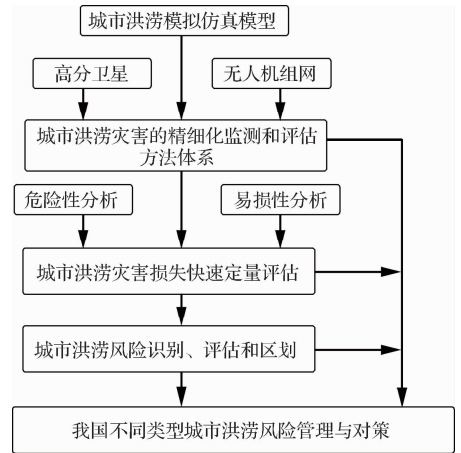 城市洪涝模拟仿真模型
高分卫星
无人机组网
城市洪涝灾害的精细化监测和评估
方法体系
危险性分析
易损性分析
城市洪涝灾害损失快速定量评估
城市洪涝风险识别、评估和区划
我国不同类型城市洪涝风险管理与对策